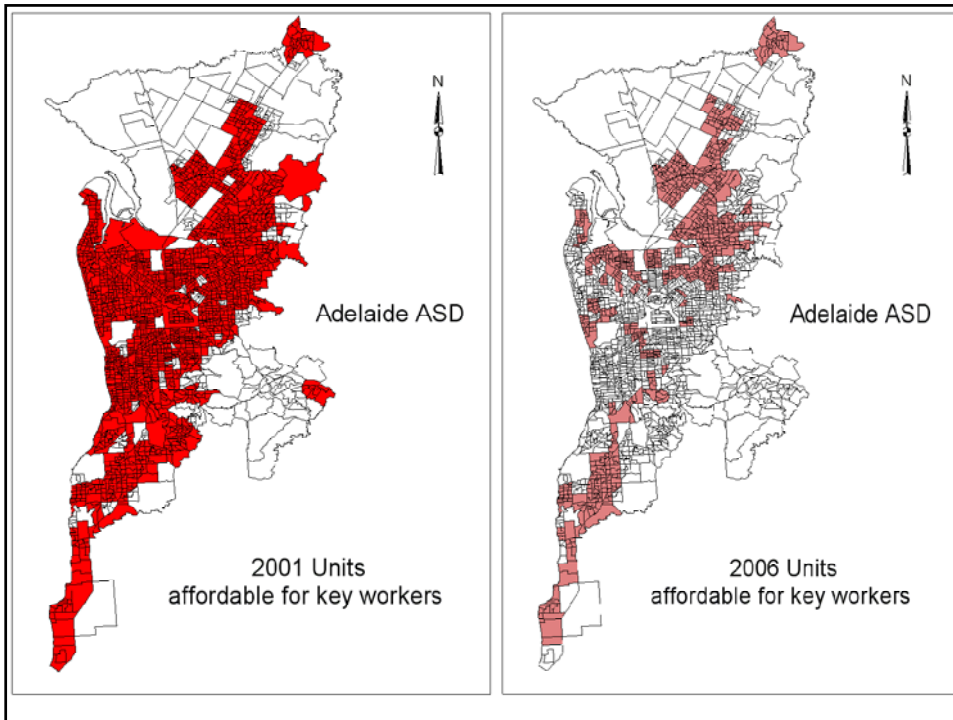 N
Adelaide ASD
2001 Units
affordable for key workers
N
Adelaide ASD
2006 Units
affordable for key workers